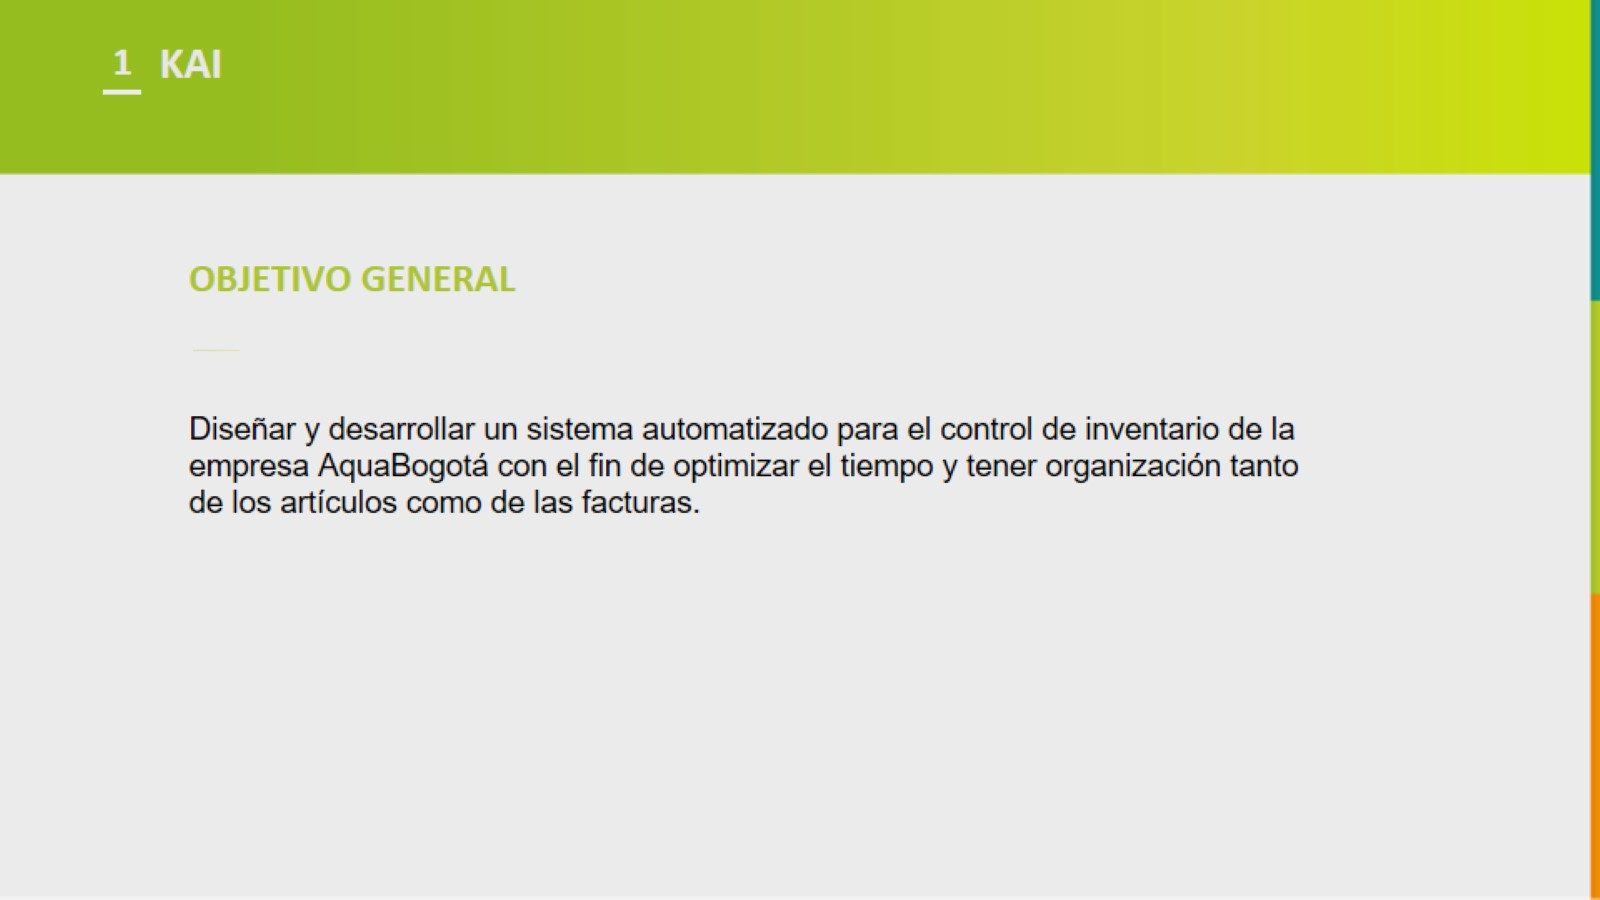 1 KAI
OBJETIVO GENERAL
Diseñar y desarrollar un sistema automatizado para el control de inventario de la
empresa AquaBogotá con el fin de optimizar el tiempo y tener organización tanto
de los artículos como de las facturas.